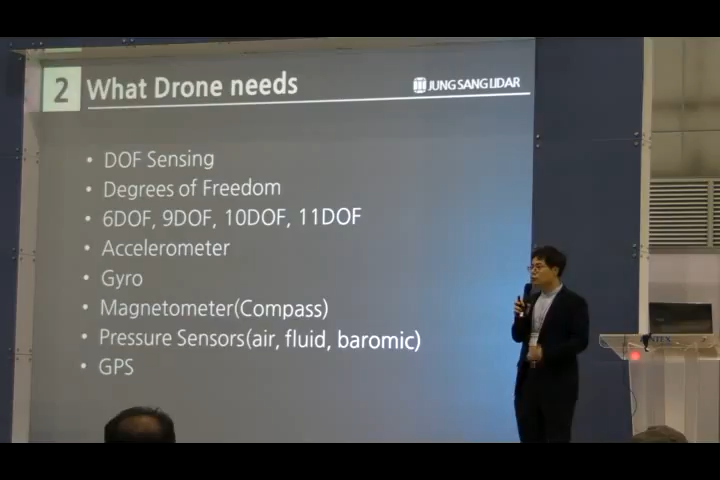 2
What Drone needs
JUNG SANG LIDAR
• DOF Sensing
• Degrees of Freedom
• 6DOF, 9DOF, 10DOF, 11DOF
• Accelerometer
• Gyro
• Magnetometer(Compass)
• Pressure Sensors(air, fluid, baromic)
• GPS